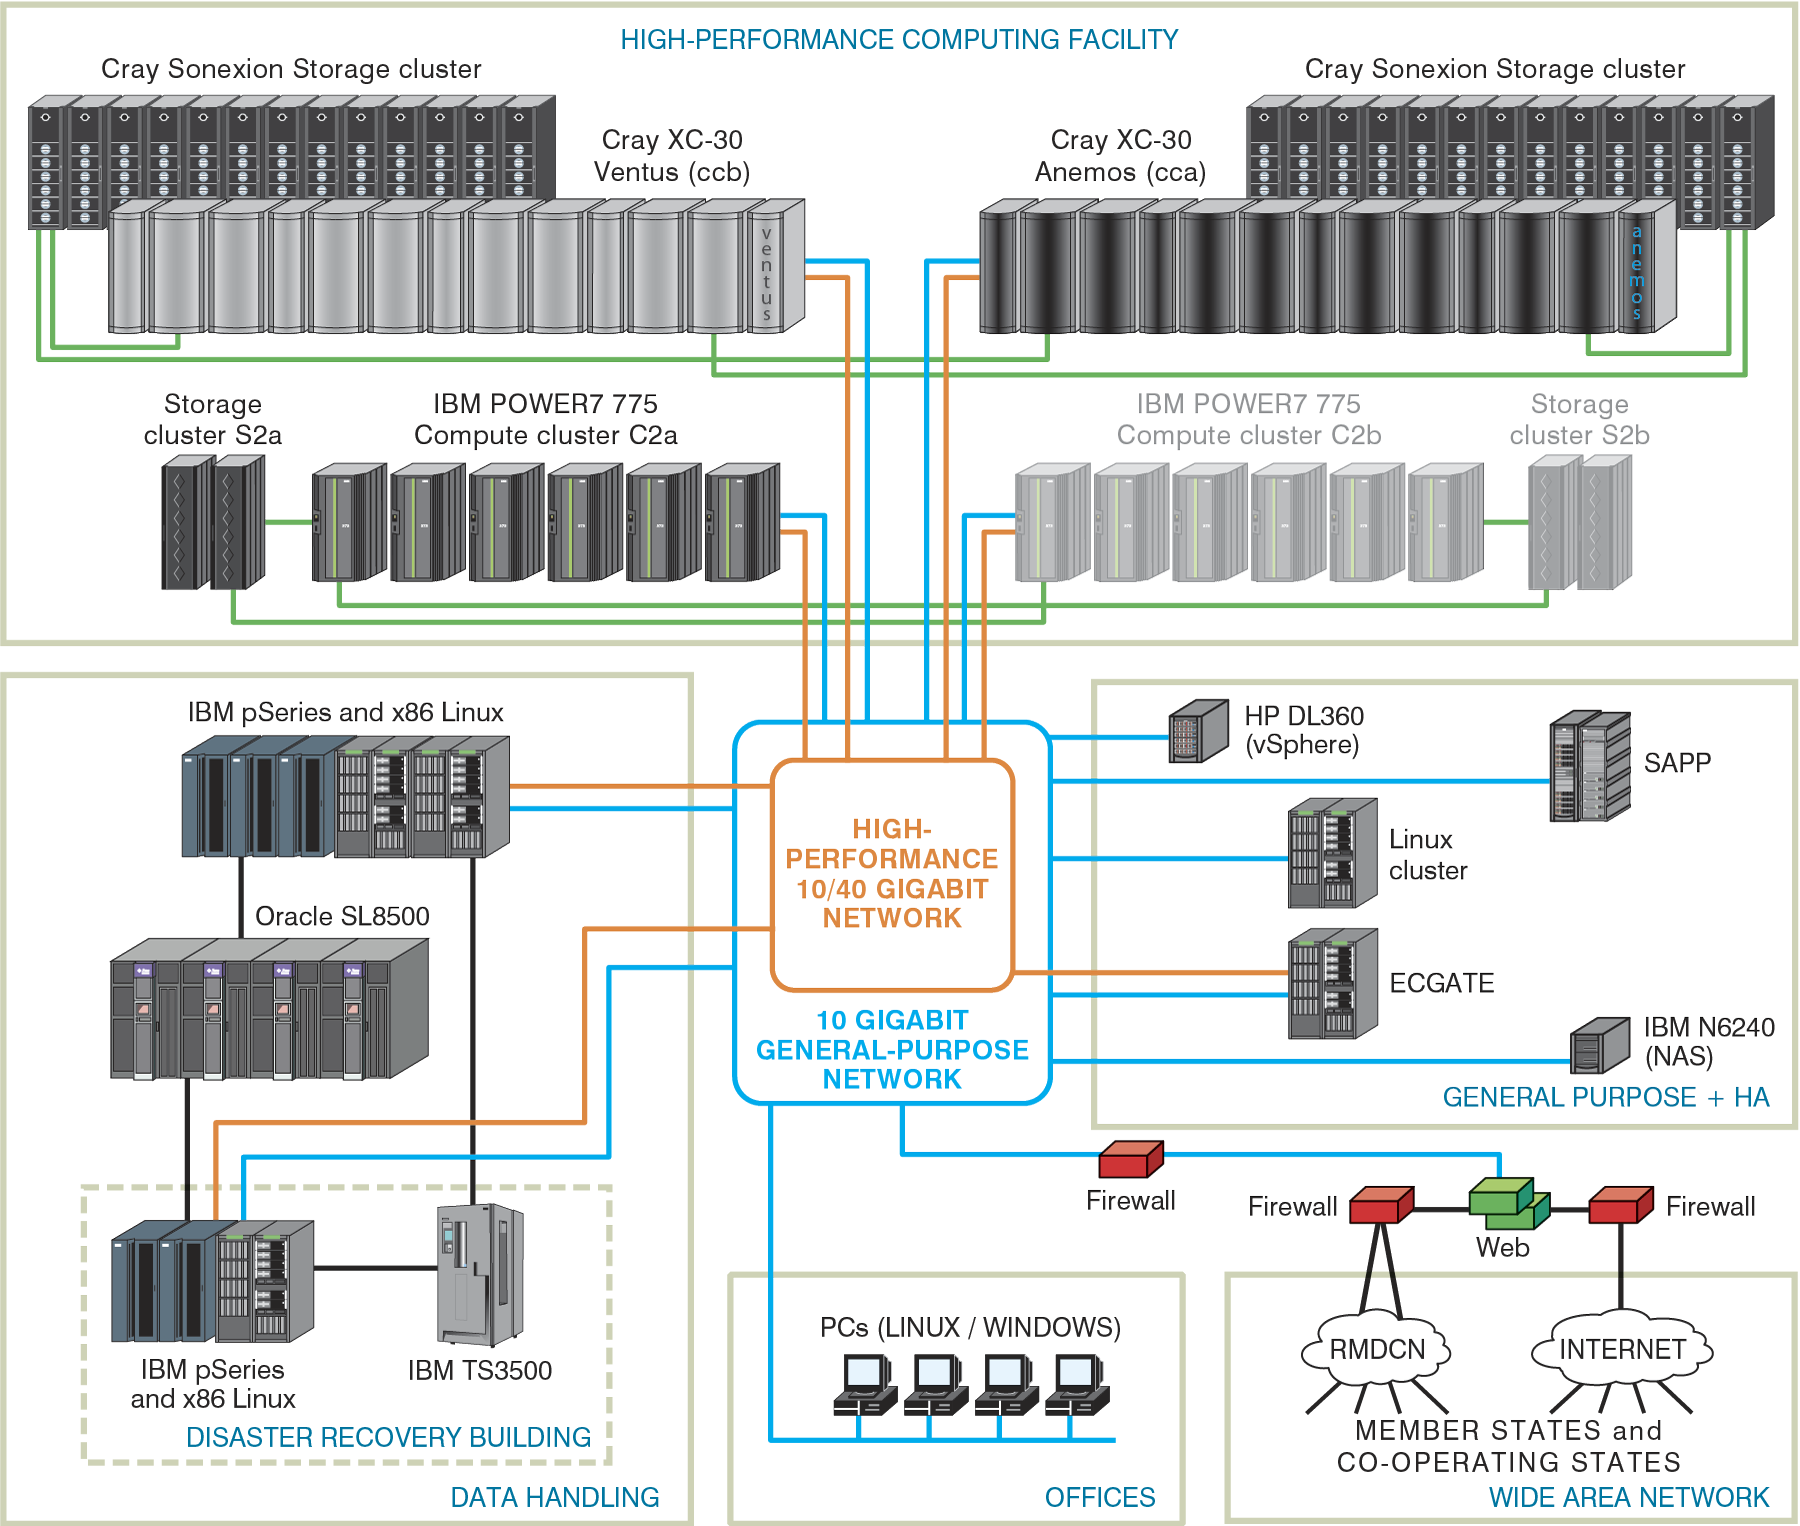 HIGH-PERFORMANCE COMPUTING FACILITY
Cray Sonexion Storage cluster
Cray Sonexion Storage cluster
Cray XC-30
Ventus (ccb)
Cray XC-30
Anemos (cca)
ventus
anemos
Storage
cluster S2a
IBM POWER7 775
Compute cluster C2a
IBM POWER7 775
Compute cluster C2b
Storage
cluster S2b
IBM pSeries and x86 Linux
Oracle SL8500
IBM pSeries
and x86 Linux
IBM TS3500
DISASTER RECOVERY BUILDING
DATA HANDLING
HIGH-
PERFORMANCE
10/40 GIGABIT
NETWORK
10 GIGABIT
GENERAL-PURPOSE
NETWORK
HP DL360
(vSphere)
SAPP
Linux
cluster
ECGATE
IBM N6240
(NAS)
GENERAL PURPOSE + HA
Firewall
Firewall
Web
Firewall
PCs (LINUX / WINDOWS)
OFFICES
RMDCN
INTERNET
MEMBER STATES and
CO-OPERATING STATES
WIDE AREA NETWORK